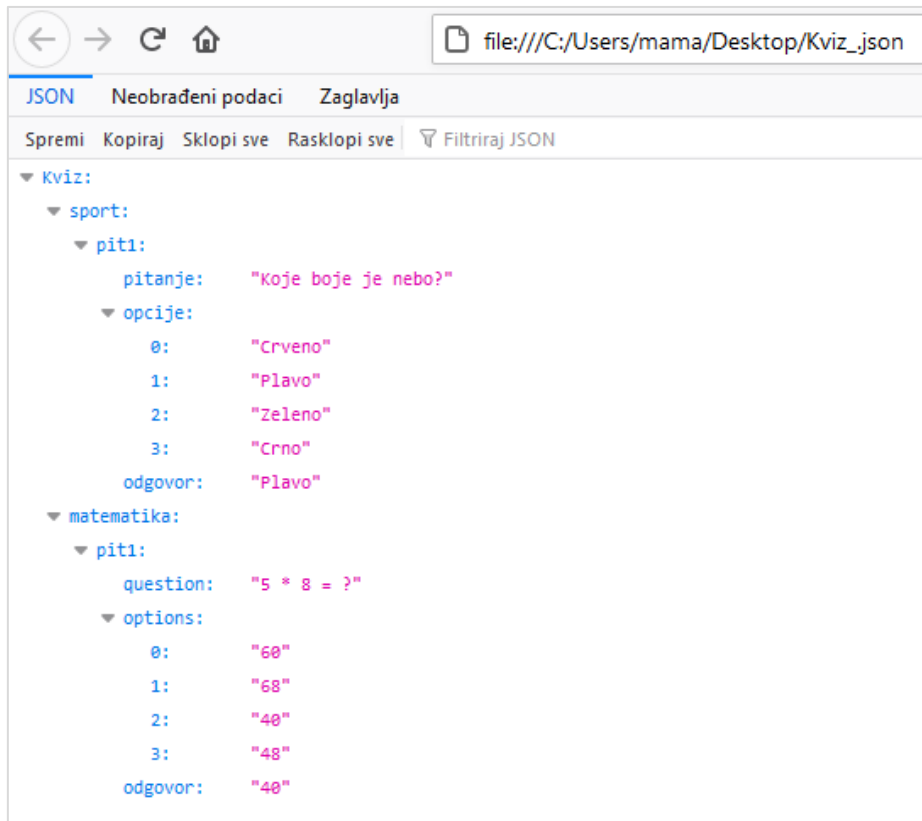 file:///C:/Users/mama/Desktop/Kviz_.json
JSON Neobrađeni podaci Zaglavlja
Spremi Kopiraj Sklopi sve Rasklopi sve Filtriraj JSON
Kviz:
sport:
pit1:
pitanje: "Koje boje je nebo?"
opcije:
0: "Crveno"
1: "Plavo"
2: "Zeleno"
3: "Crno"
odgovor: "Plavo"
matematika:
pit1:
question: "5 * 8 = ?"
options:
0: "60"
1: "68"
2: "40"
3: "48"
odgovor: "40"